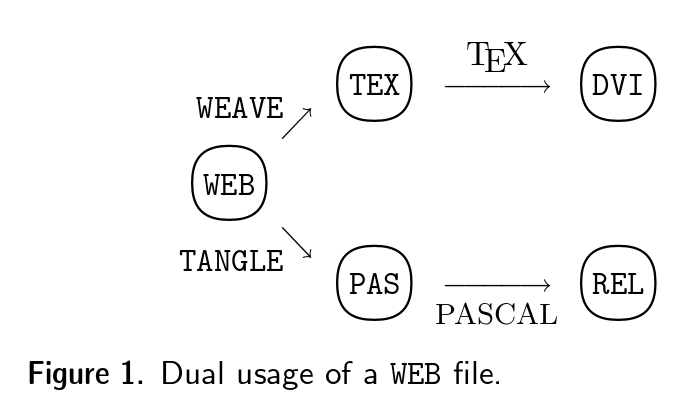 TEX
TEX
DVI
WEAVE
WEB
TANGLE
PAS
REL
PASCAL
Figure 1. Dual usage of a WEB file.